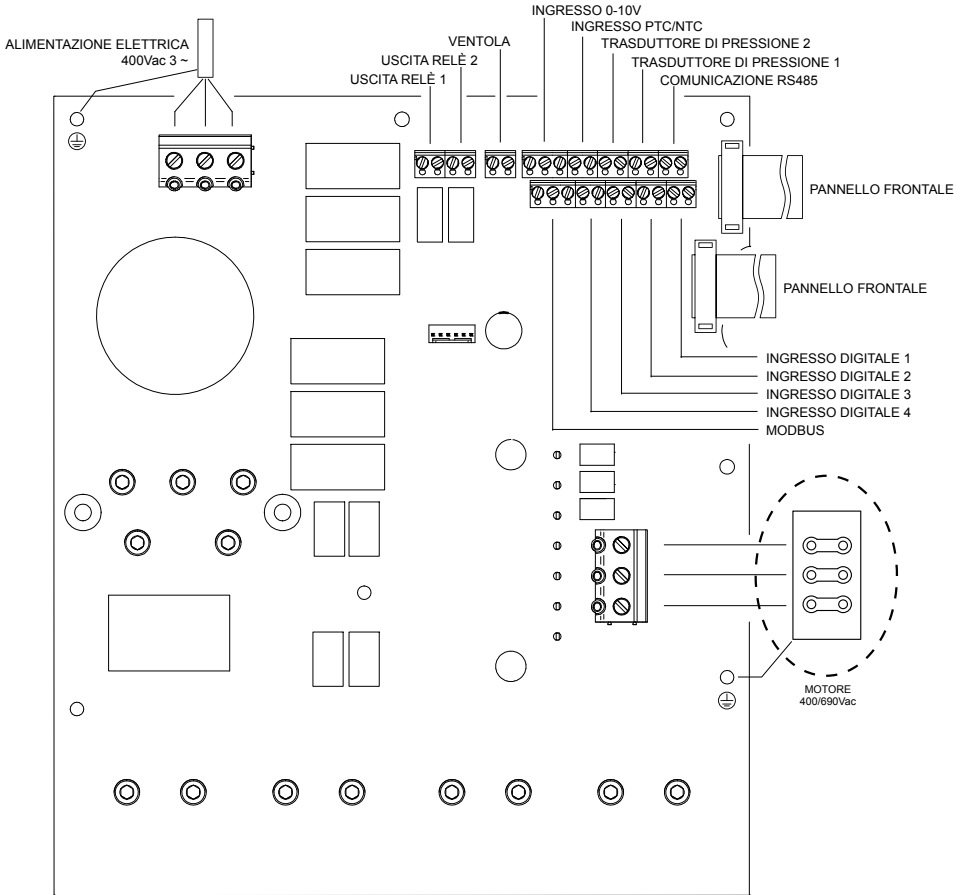 INGRESSO 0-10V
INGRESSO PTC/NTC
ALIMENTAZIONE ELETTRICA
400Vac 3 ~
VENTOLA
TRASDUTTORE DI PRESSIONE 2
USCITA RELÈ 2
TRASDUTTORE DI PRESSIONE 1
USCITA RELÈ 1
COMUNICAZIONE RS485
PANNELLO FRONTALE
PANNELLO FRONTALE
INGRESSO DIGITALE 1
INGRESSO DIGITALE 2
INGRESSO DIGITALE 3
INGRESSO DIGITALE 4
MODBUS
MOTORE
400/690Vac